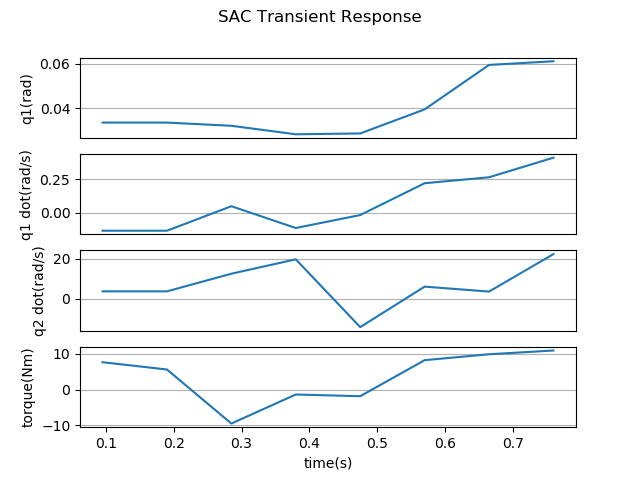 SAC Transient Response
0.06
0.04
q1(rad)
0.25
0.00
q1 dot(rad/s)
20
0
q2 dot(rad/s)
10
0
−10
torque(Nm)
0.1 0.2 0.3 0.4 0.5 0.6 0.7
time(s)